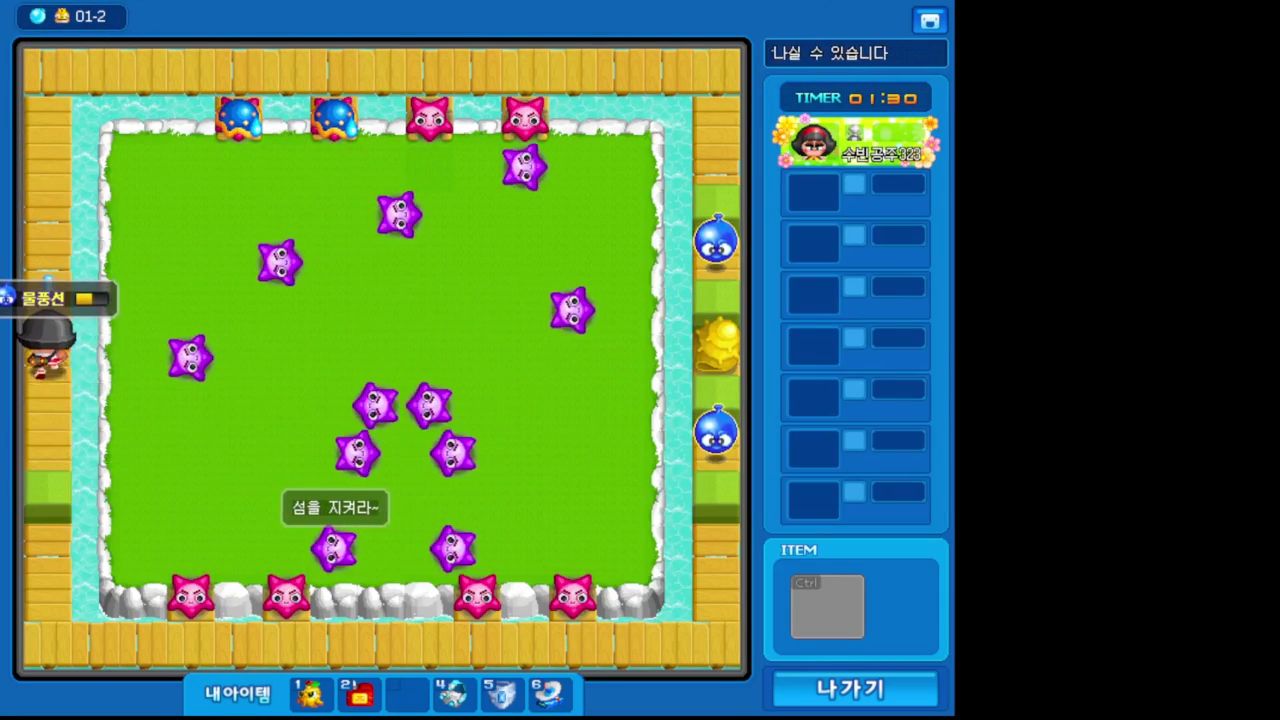 01-2
나실 수 있습니다
TIMER 01:30
수빈공주323
물풍선
섬을 지켜라~
ITEM
Ctrl
내아이템 1 2 4 5 6
나가기